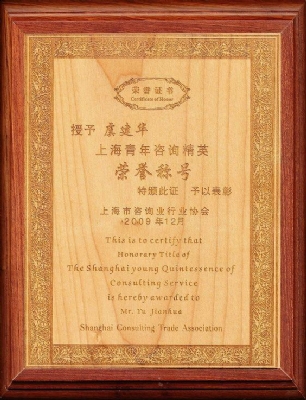 荣誉证书
Certificate of Honor
授予 虞建华
上海青年咨询精英
荣誉称号
特颁此证 予以表彰
上海市咨询业行业协会
2009年12月
This is to certify that
Honorary Title of
The Shanghai young Quintessence of
Consulting Service
is hereby awarded to
Mr. Yu Jianhua
Shanghai Consulting Trade Association